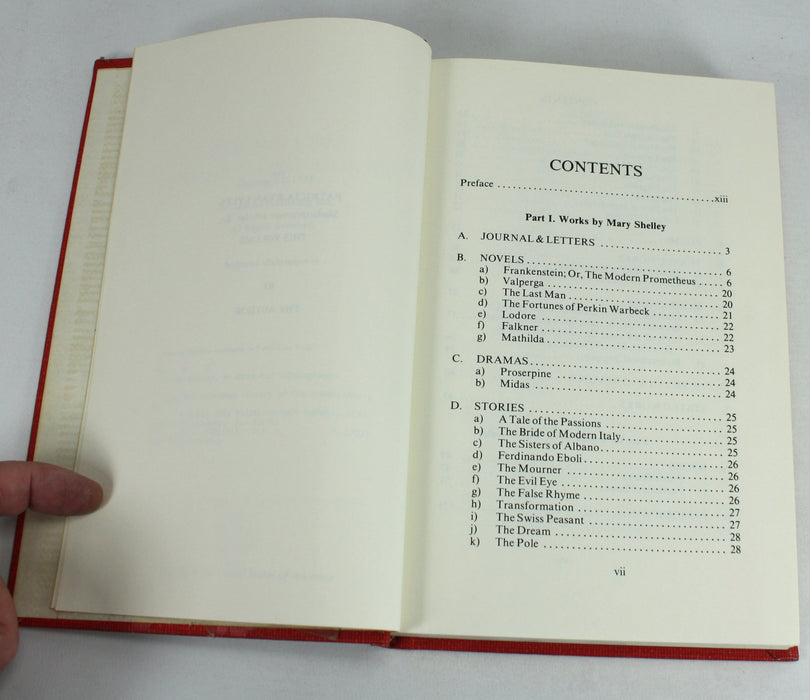 CONTENTS
Preface ........................................xiii
Part I. Works by Mary Shelley
A. JOURNAL & LETTERS ........................ 3
B. NOVELS ........................................ 6
a) Frankenstein; Or, The Modern Prometheus ..... 6
b) Valperga ................................ 20
c) The Last Man ............................ 20
d) The Fortunes of Perkin Warbeck ............ 21
e) Lodore .................................. 22
f) Falkner ................................. 22
g) Mathilda ................................ 23
C. DRAMAS ........................................ 24
a) Proserpine .............................. 24
b) Midas ................................... 24
D. STORIES ....................................... 25
a) A Tale of the Passions .................... 25
b) The Bride of Modern Italy ................. 25
c) The Sisters of Albano ..................... 25
d) Ferdinando Eboli ......................... 26
e) The Mourner ............................. 26
f) The Evil Eye ............................. 26
g) The False Rhyme ......................... 26
h) Transformation .......................... 27
i) The Swiss Peasant ........................ 27
j) The Dream ............................... 28
k) The Pole ................................ 28
vii